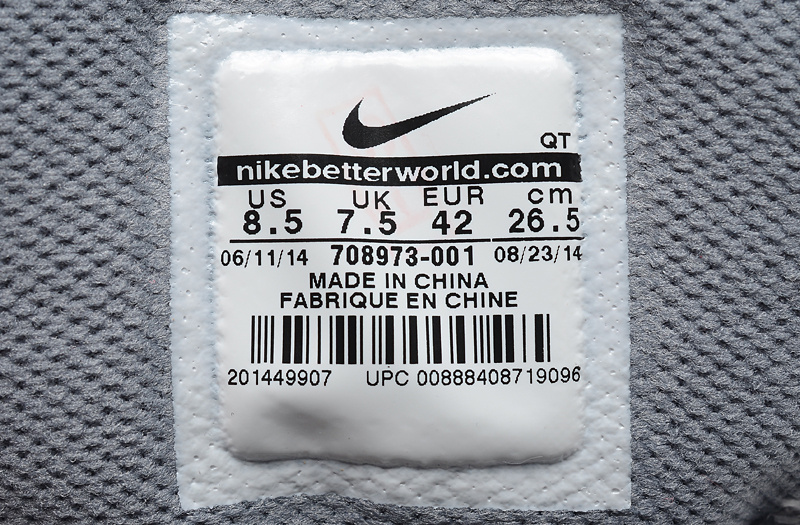 QT
nikebetterworld.com
US UK EUR cm
8.5 7.5 42 26.5
06/11/14 708973-001 08/23/14
MADE IN CHINA
FABRIQUE EN CHINE
201449907 UPC 00888408719096